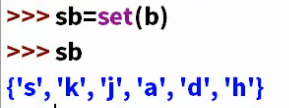 >>> sb=set(b)
>>> sb
{'s', 'k', 'j', 'a', 'd', 'h'}